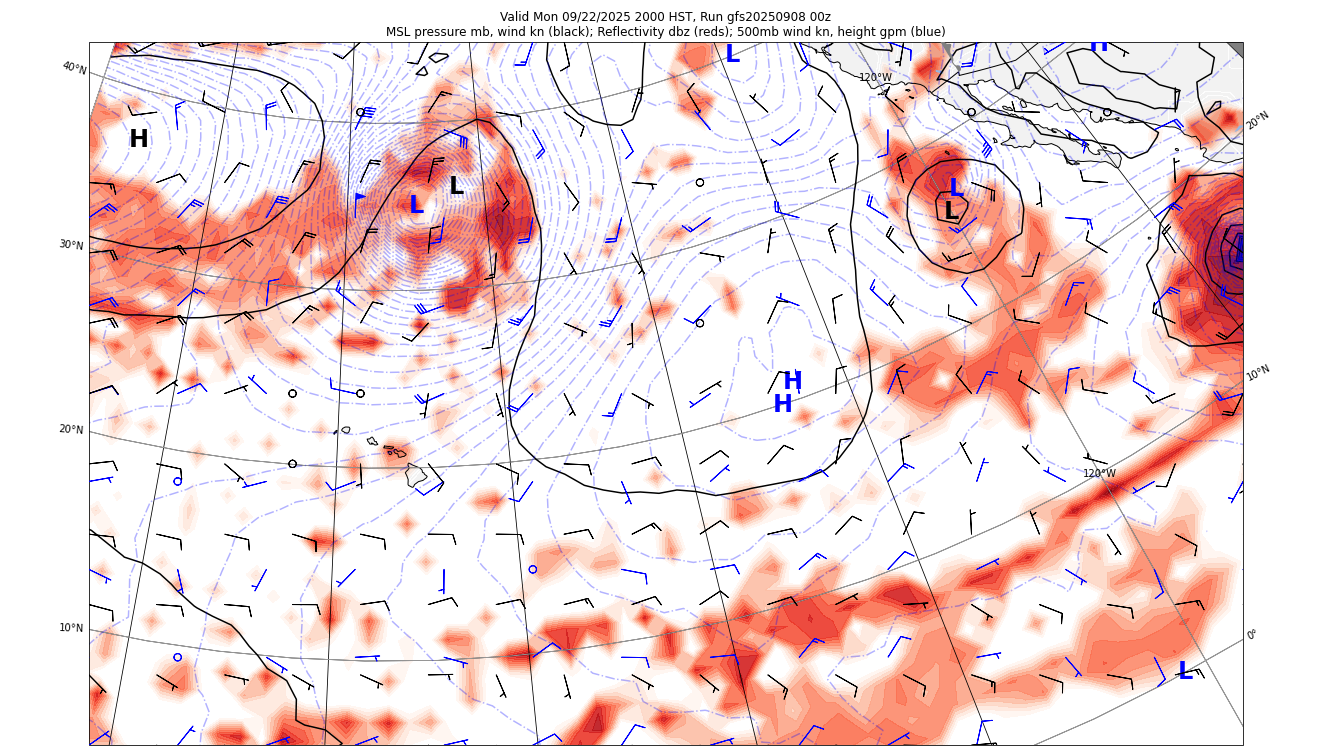 Valid Mon 09/22/2025 2000 HST, Run gfs20250908 00z
MSL pressure mb, wind kn (black); Reflectivity dbz (reds); 500mb wind kn, height gpm (blue)
H
L
40°N
120°W
20°N
H
L
L
L
L
30°N
10°N
H
H
20°N
120°W
10°N
0°
L